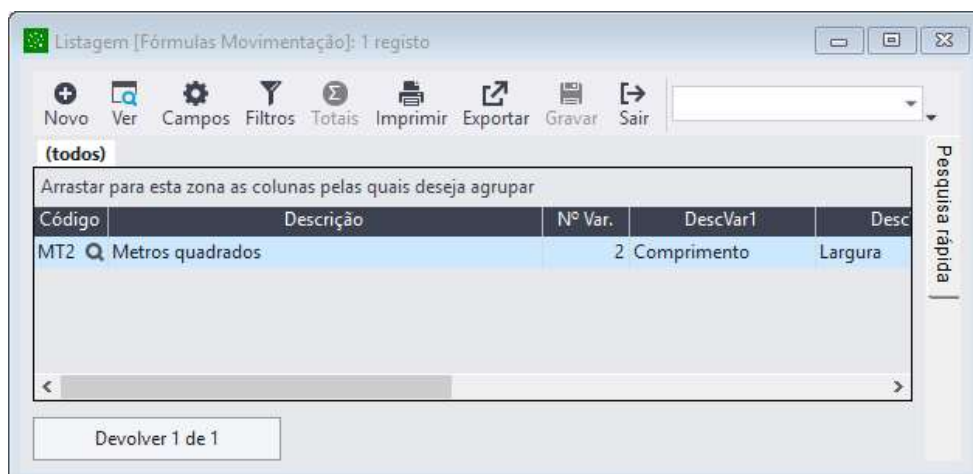 Listagem [Fórmulas Movimentação]: 1 registo
Novo Ver Campos Filtros Totais Imprimir Exportar Gravar Sair
(todos)
Pesquisa rápida
Arrastar para esta zona as colunas pelas quais deseja agrupar
Código Descrição Nº Var. DescVar1 Desc
MT2 Metros quadrados 2 Comprimento Largura
Devolver 1 de 1